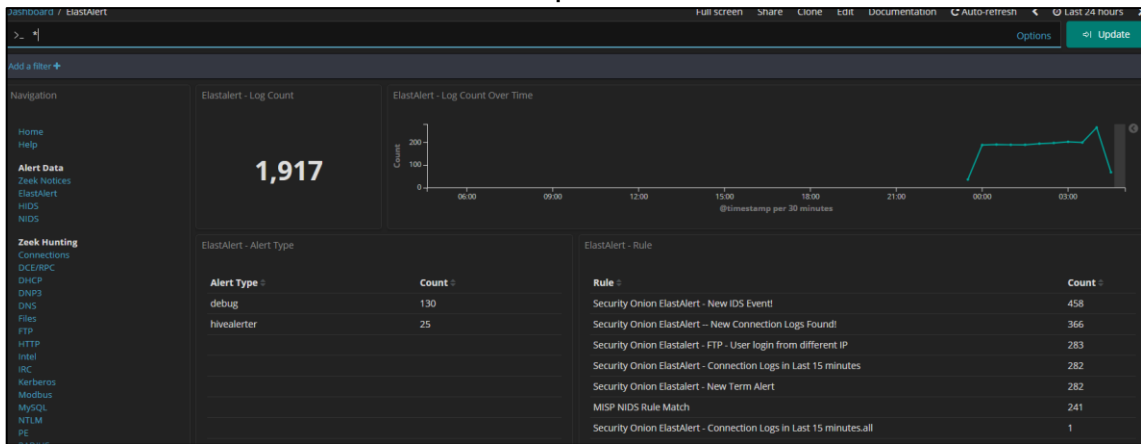 Dashboard / ElastAlert
Full screen Share Clone Edit Documentation Auto-refresh Last 24 hours
>_ *
Options Update
Add a filter +
Navigation
Home
Help
Alert Data
Zeek Notices
ElastAlert
HIDS
NIDS
Zeek Hunting
Connections
DCE/RPC
DHCP
DNP3
DNS
Files
FTP
HTTP
Intel
IRC
Kerberos
Modbus
MySQL
NTLM
PE
Elastalert - Log Count
1,917
ElastAlert - Log Count Over Time
Count
200
100
0
06:00 09:00 12:00 15:00 18:00 21:00 00:00 03:00
@timestamp per 30 minutes
ElastAlert - Alert Type
Alert Type Count
debug 130
hivealerter 25
ElastAlert - Rule
Rule Count
Security Onion ElastAlert - New IDS Event! 458
Security Onion ElastAlert -- New Connection Logs Found! 366
Security Onion Elastalert - FTP - User login from different IP 283
Security Onion ElastAlert - Connection Logs in Last 15 minutes 282
Security Onion Elastalert - New Term Alert 282
MISP NIDS Rule Match 241
Security Onion ElastAlert - Connection Logs in Last 15 minutes.all 1